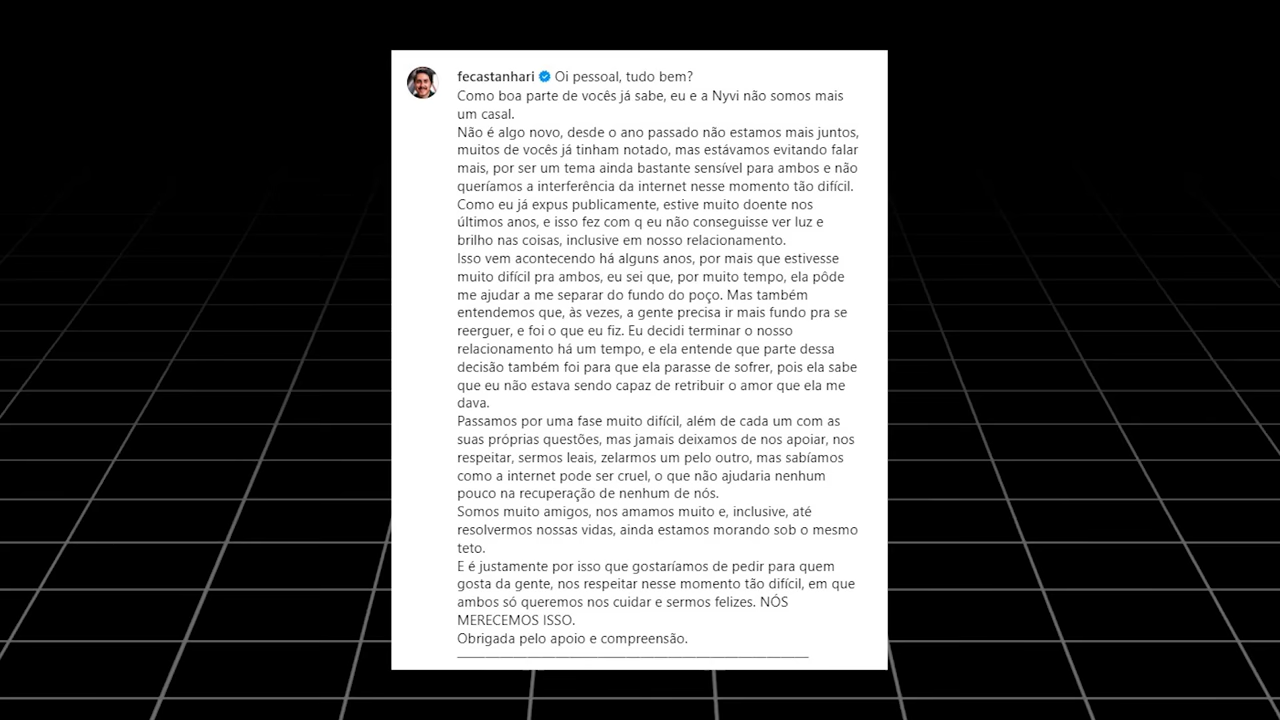 fecastanhari Oi pessoal, tudo bem?
Como boa parte de vocês já sabe, eu e a Nyvi não somos mais
um casal.
Não é algo novo, desde o ano passado não estamos mais juntos,
muitos de vocês já tinham notado, mas estávamos evitando falar
mais, por ser um tema ainda bastante sensível para ambos e não
queríamos a interferência da internet nesse momento tão difícil.
Como eu já expus publicamente, estive muito doente nos
últimos anos, e isso fez com q eu não conseguisse ver luz e
brilho nas coisas, inclusive em nosso relacionamento.
Isso vem acontecendo há alguns anos, por mais que estivesse
muito difícil pra ambos, eu sei que, por muito tempo, ela pôde
me ajudar a me separar do fundo do poço. Mas também
entendemos que, às vezes, a gente precisa ir mais fundo pra se
reerguer, e foi o que eu fiz. Eu decidi terminar o nosso
relacionamento há um tempo, e ela entende que parte dessa
decisão também foi para que ela parasse de sofrer, pois ela sabe
que eu não estava sendo capaz de retribuir o amor que ela me
dava.
Passamos por uma fase muito difícil, além de cada um com as
suas próprias questões, mas jamais deixamos de nos apoiar, nos
respeitar, sermos leais, zelarmos um pelo outro, mas sabíamos
como a internet pode ser cruel, o que não ajudaria nenhum
pouco na recuperação de nenhum de nós.
Somos muito amigos, nos amamos muito e, inclusive, até
resolvermos nossas vidas, ainda estamos morando sob o mesmo
teto.
E é justamente por isso que gostaríamos de pedir para quem
gosta da gente, nos respeitar nesse momento tão difícil, em que
ambos só queremos nos cuidar e sermos felizes. NÓS
MERECEMOS ISSO.
Obrigada pelo apoio e compreensão.